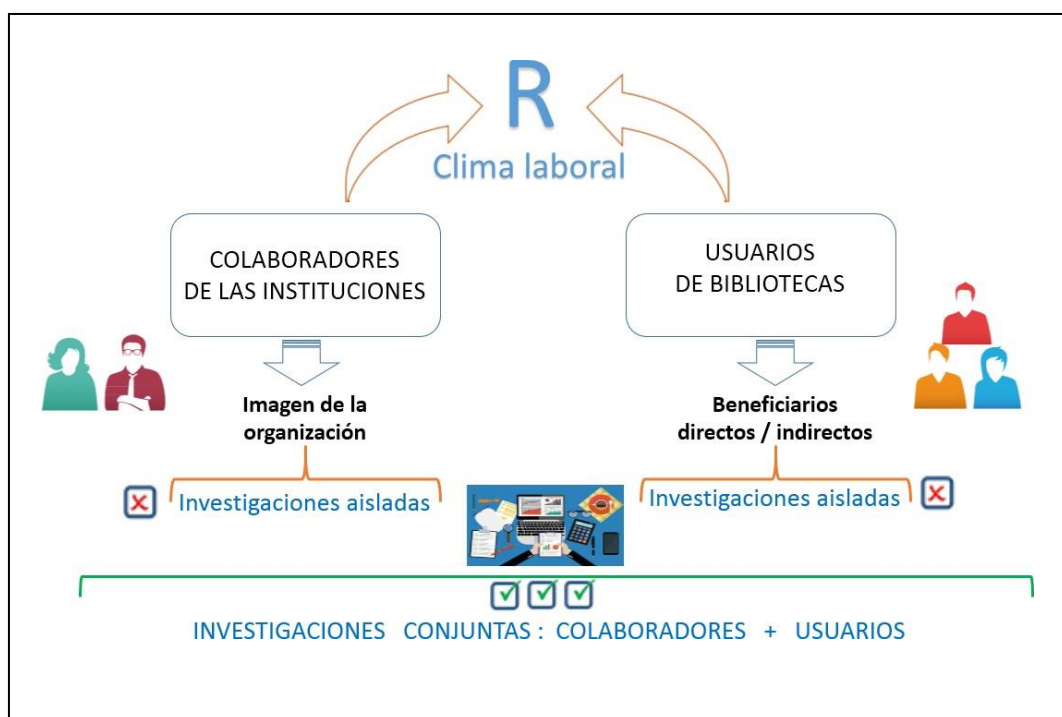 R
Clima laboral
COLABORADORES
DE LAS INSTITUCIONES
USUARIOS
DE BIBLIOTECAS
Imagen de la
organización
Beneficiarios
directos / indirectos
Investigaciones aisladas
Investigaciones aisladas
INVESTIGACIONES CONJUNTAS : COLABORADORES + USUARIOS